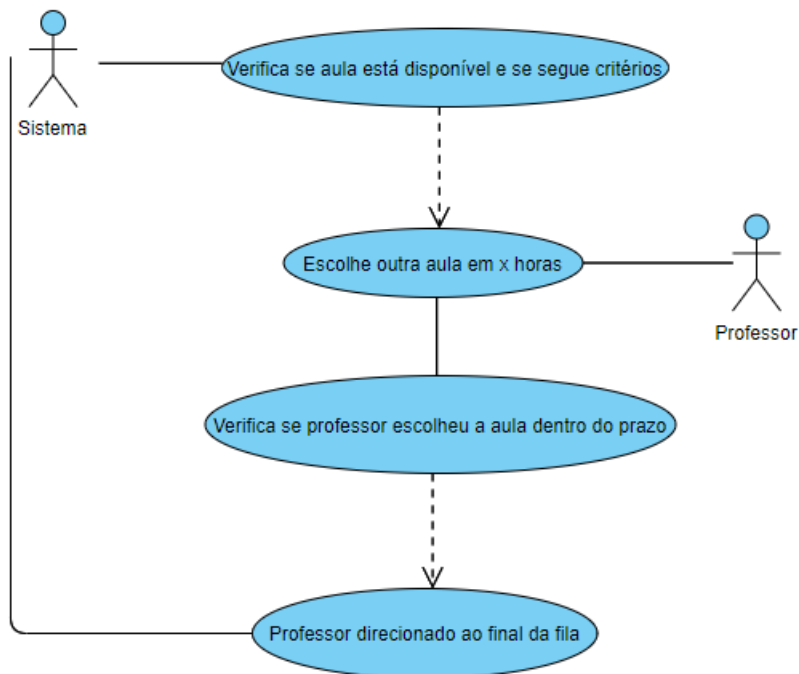 Verifica se aula está disponível e se segue critérios
Sistema
Escolhe outra aula em x horas
Professor
Verifica se professor escolheu a aula dentro do prazo
Professor direcionado ao final da fila